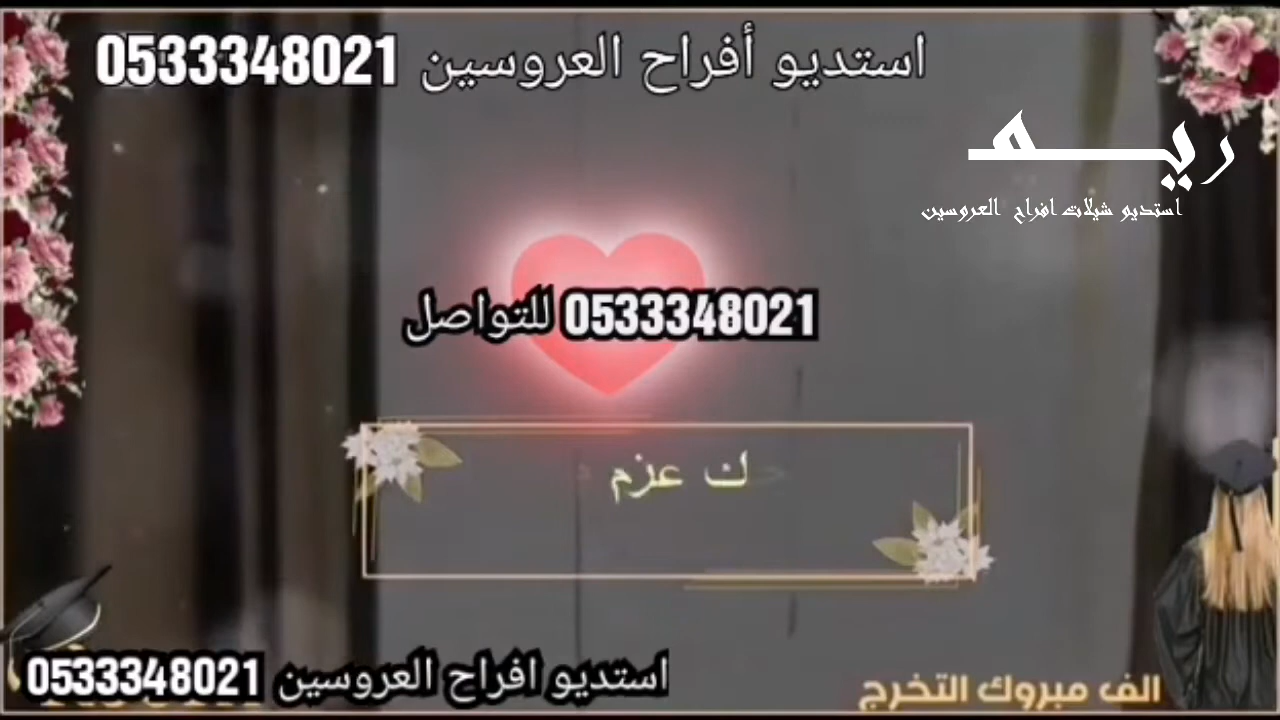 استديو أفراح العروسين 0533348021
ريم
استديو شيلات افراح العروسين
0533348021 للتواصل
ك عزم
استديو افراح العروسين 0533348021
الف مبروك التخرج